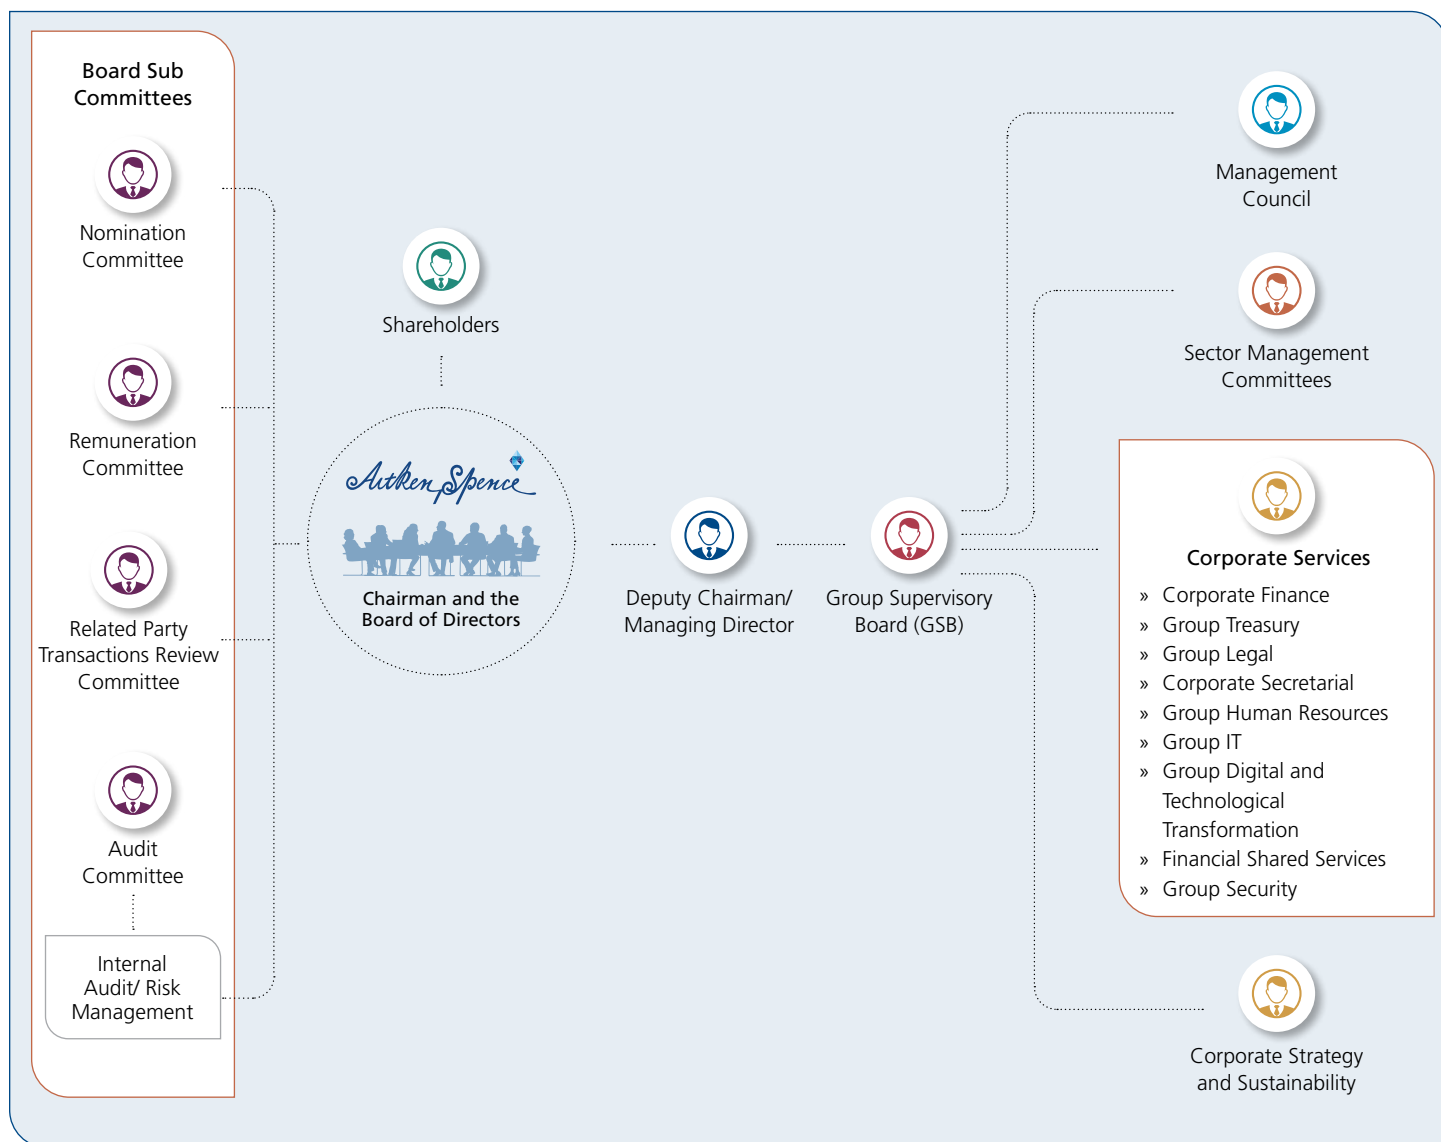 Board Sub
Committees
Nomination
Committee
Remuneration
Committee
Related Party
Transactions Review
Committee
Audit
Committee
Internal
Audit/ Risk
Management
Shareholders
Aitken Spence
Chairman and the
Board of Directors
Deputy Chairman/
Managing Director
Group Supervisory
Board (GSB)
Management
Council
Sector Management
Committees
Corporate Services
» Corporate Finance
» Group Treasury
» Group Legal
» Corporate Secretarial
» Group Human Resources
» Group IT
» Group Digital and
Technological
Transformation
» Financial Shared Services
» Group Security
Corporate Strategy
and Sustainability